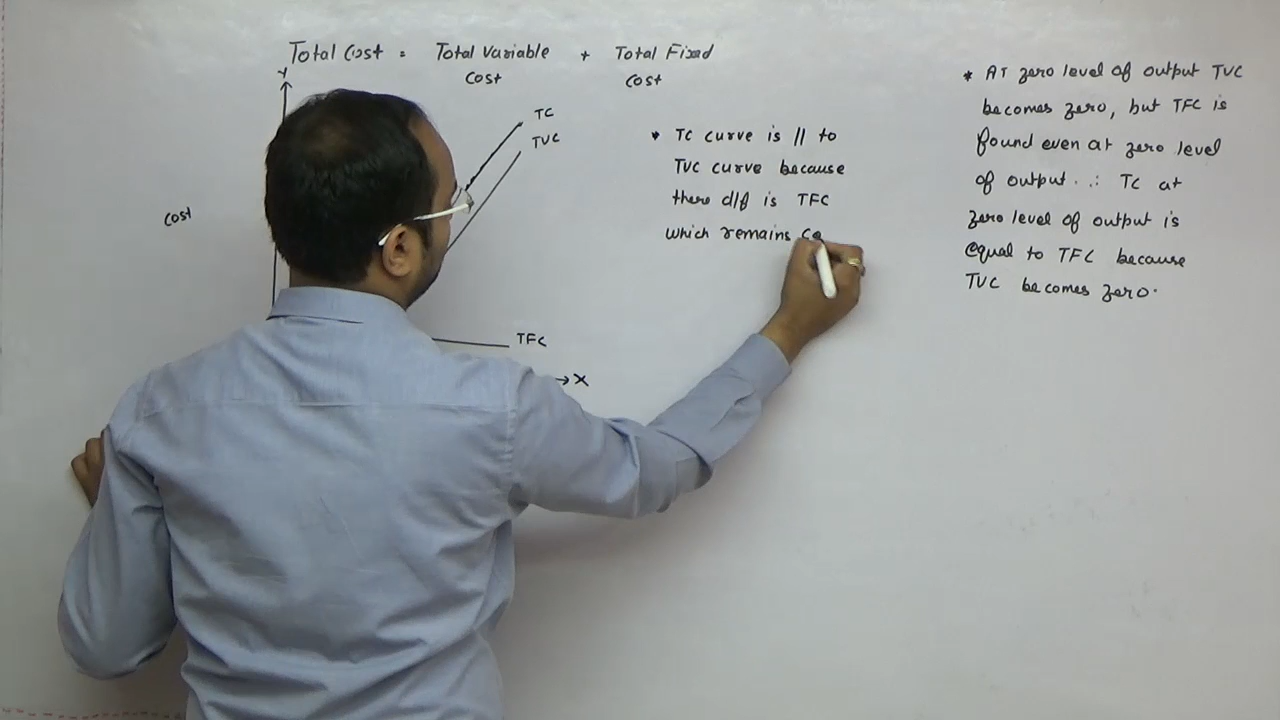 Total Cost = Total Variable + Total Fixed
Cost Cost
Y
TC
TVC
Cost
TFC
X
* TC curve is // to
TVC curve because
there d/f is TFC
which remains Co
* At zero level of output TVC
becomes zero, but TFC is
found even at zero level
of output. ∴ TC at
zero level of output is
equal to TFC because
TVC becomes zero.